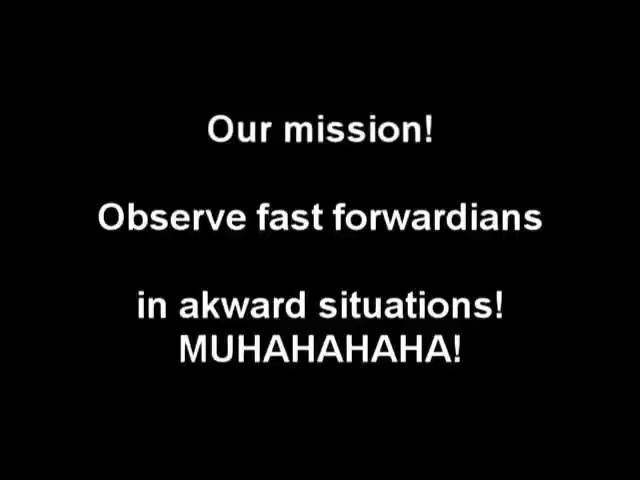 Our mission!
Observe fast forwardians
in akward situations!
MUHAHAHAHA!